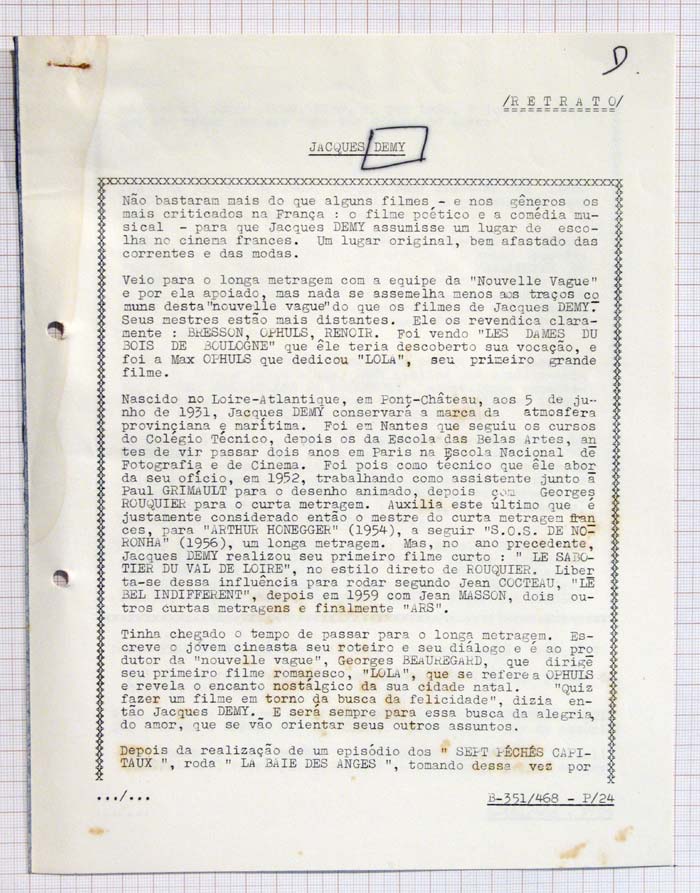 D.
/R E T R A T O/
JACQUES DEMY
Não bastaram mais do que alguns filmes - e nos gêneros os
mais criticados na França : o filme poético e a comédia mu-
sical - para que Jacques DEMY assumisse um lugar de esco-
lha no cinema frances. Um lugar original, bem afastado das
correntes e das modas.
Veio para o longa metragem com a equipe da "Nouvelle Vague"
e por ela apoiado, mas nada se assemelha menos aos traços co
muns desta"nouvelle vague"do que os filmes de Jacques DEMY.
Seus mestres estão mais distantes. Ele os revendica clara-
mente : BRESSON, OPHULS, RENOIR. Foi vendo "LES DAMES DU
BOIS DE BOULOGNE" que êle teria descoberto sua vocação, e
foi a Max OPHULS que dedicou "LOLA", seu primeiro grande
filme.
Nascido no Loire-Atlantique, em Pont-Château, aos 5 de ju-
nho de 1931, Jacques DEMY conservará a marca da atmosfera
provinçiana e marítima. Foi em Nantes que seguiu os cursos
do Colégio Técnico, depois os da Escola das Belas Artes, an
tes de vir passar dois anos em Paris na Escola Nacional de
Fotografia e de Cinema. Foi pois como técnico que êle abor
da seu ofício, em 1952, trabalhando como assistente junto à
Paul GRIMAULT para o desenho animado, depois com Georges
ROUQUIER para o curta metragem. Auxilia este último que é
justamente considerado então o mestre do curta metragem fran
ces, para "ARTHUR HONEGGER" (1954), a seguir "S.O.S. DE NO-
RONHA" (1956), um longa metragem. Mas, no ano precedente,
Jacques DEMY realizou seu primeiro filme curto : " LE SABO-
TIER DU VAL DE LOIRE", no estilo direto de ROUQUIER. Liber
ta-se dessa influência para rodar segundo Jean COCTEAU, "LE
BEL INDIFFERENT", depois em 1959 com Jean MASSON, dois ou-
tros curtas metragens e finalmente "ARS".
Tinha chegado o tempo de passar para o longa metragem. Es-
creve o jóvem cineasta seu roteiro e seu diálogo e é ao pro
dutor da "nouvelle vague", Georges BEAUREGARD, que dirige
seu primeiro filme romanesco, "LOLA", que se refere a OPHULS
e revela o encanto nostálgico da sua cidade natal. "Quiz
fazer um filme em torno da busca da felicidade", dizia en-
tão Jacques DEMY. E será sempre para essa busca da alegria,
do amor, que se vão orientar seus outros assuntos.
Depois da realização de um episódio dos " SEPT PÊCHÉS CAPI-
TAUX ", roda " LA BAIE DES ANGES ", tomando dessa vez por
.../...
B-351/468 - P/24